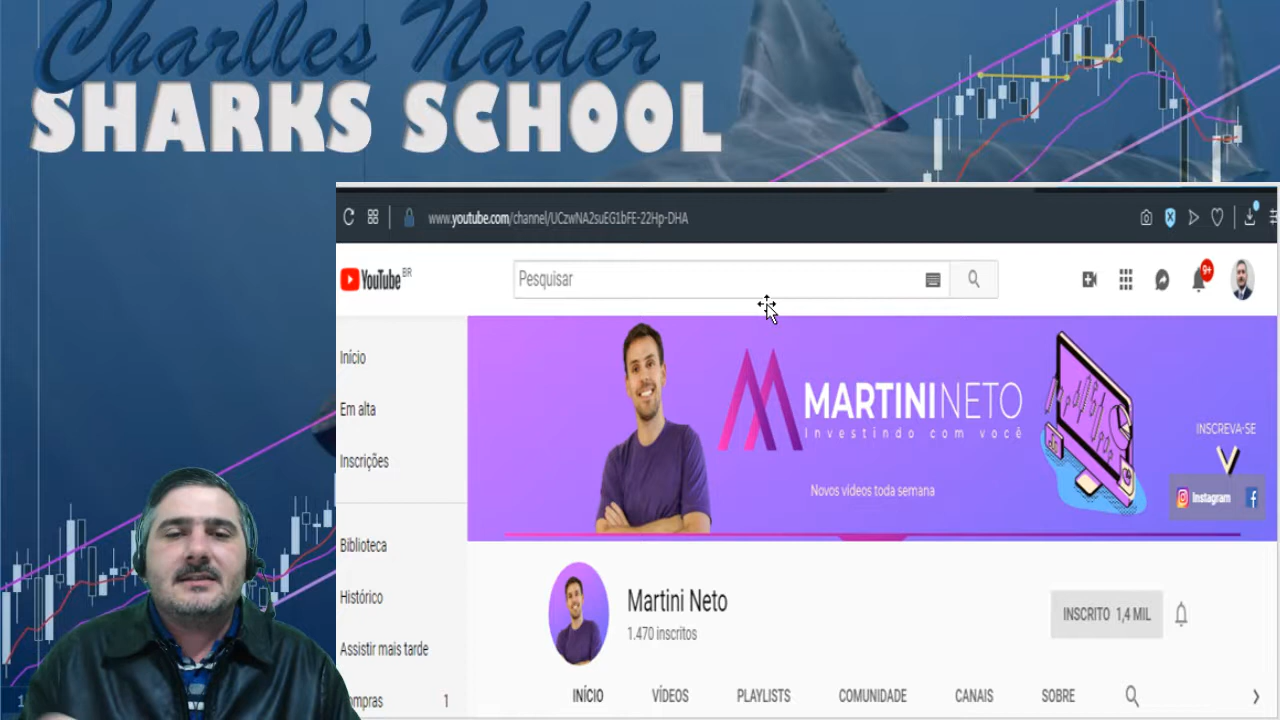 Charlles Nader
SHARKS SCHOOL
www.youtube.com/channel/UCzwNA2suEG1bFE-22Hp-DHA
YouTube BR
Pesquisar
9+
Início
Em alta
Inscrições
Biblioteca
Histórico
Assistir mais tarde
ompras 1
MARTINI NETO
Investindo com você
Novos vídeos toda semana
INSCREVA-SE
Instagram
Martini Neto
1.470 inscritos
INSCRITO 1,4 MIL
INÍCIO VÍDEOS PLAYLISTS COMUNIDADE CANAIS SOBRE